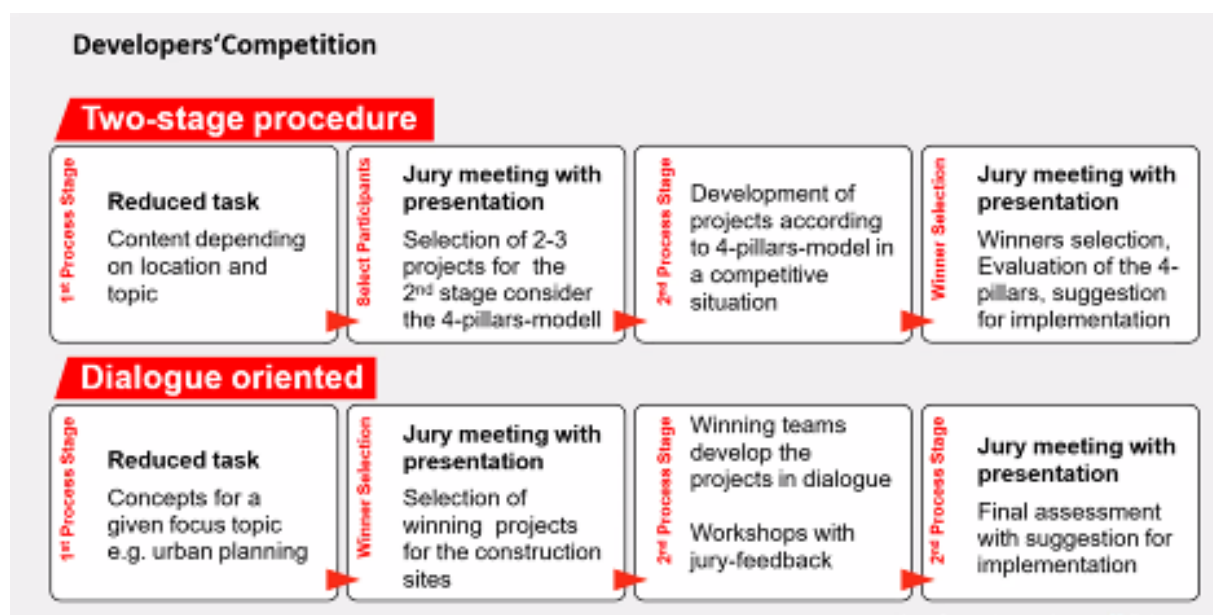 Developers‘Competition
Two-stage procedure
1st Process Stage
Reduced task
Content depending
on location and
topic
Select Participants
Jury meeting with
presentation
Selection of 2-3
projects for the
2nd stage consider
the 4-pillars-modell
2nd Process Stage
Development of
projects according
to 4-pillars-model in
a competitive
situation
Winner Selection
Jury meeting with
presentation
Winners selection,
Evaluation of the 4-
pillars, suggestion
for implementation
Dialogue oriented
1st Process Stage
Reduced task
Concepts for a
given focus topic
e.g. urban planning
Winner Selection
Jury meeting with
presentation
Selection of
winning projects
for the construction
sites
2nd Process Stage
Winning teams
develop the
projects in dialogue
Workshops with
jury-feedback
2nd Process Stage
Jury meeting with
presentation
Final assessment
with suggestion for
implementation